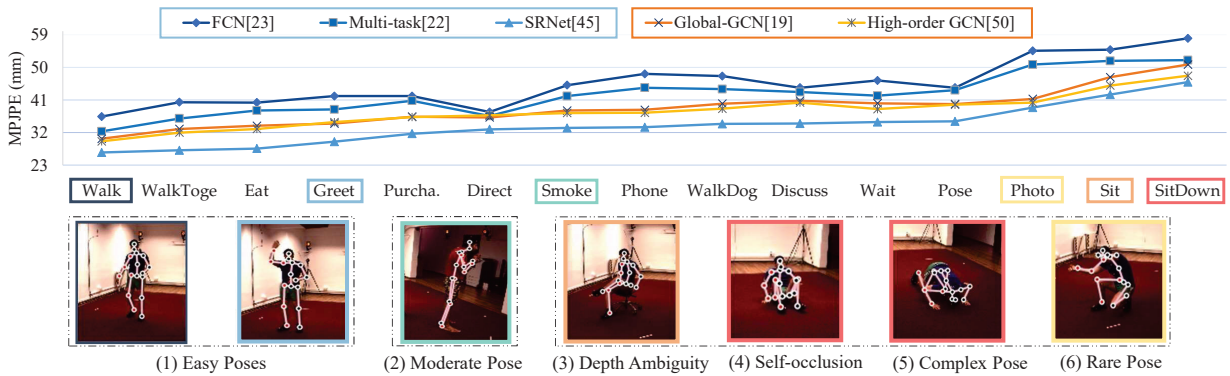 FCN[23] Multi-task[22] SRNet[45] Global-GCN[19] High-order GCN[50]
MPJPE (mm)
59
50
41
32
23
Walk WalkToge Eat Greet Purcha. Direct Smoke Phone WalkDog Discuss Wait Pose Photo Sit SitDown
(1) Easy Poses (2) Moderate Pose (3) Depth Ambiguity (4) Self-occlusion (5) Complex Pose (6) Rare Pose